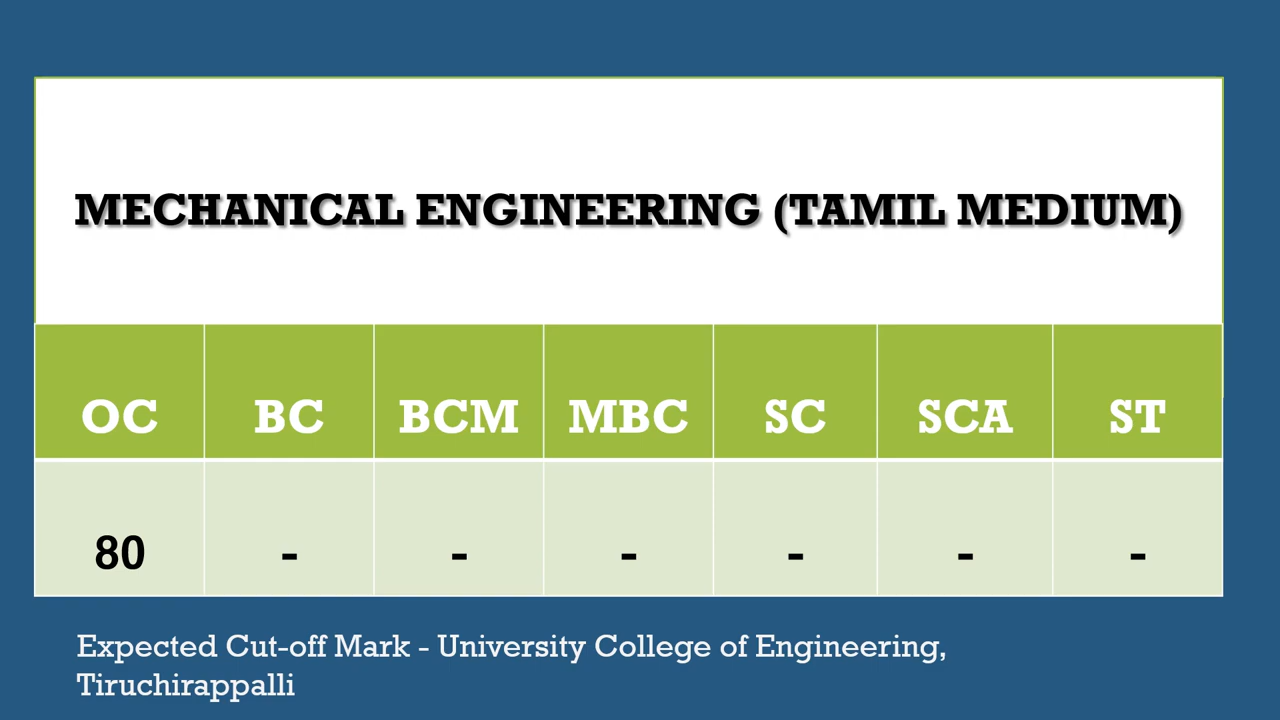 MECHANICAL ENGINEERING (TAMIL MEDIUM)
OC BC BCM MBC SC SCA ST
80 - - - - - -
Expected Cut-off Mark - University College of Engineering,
Tiruchirappalli